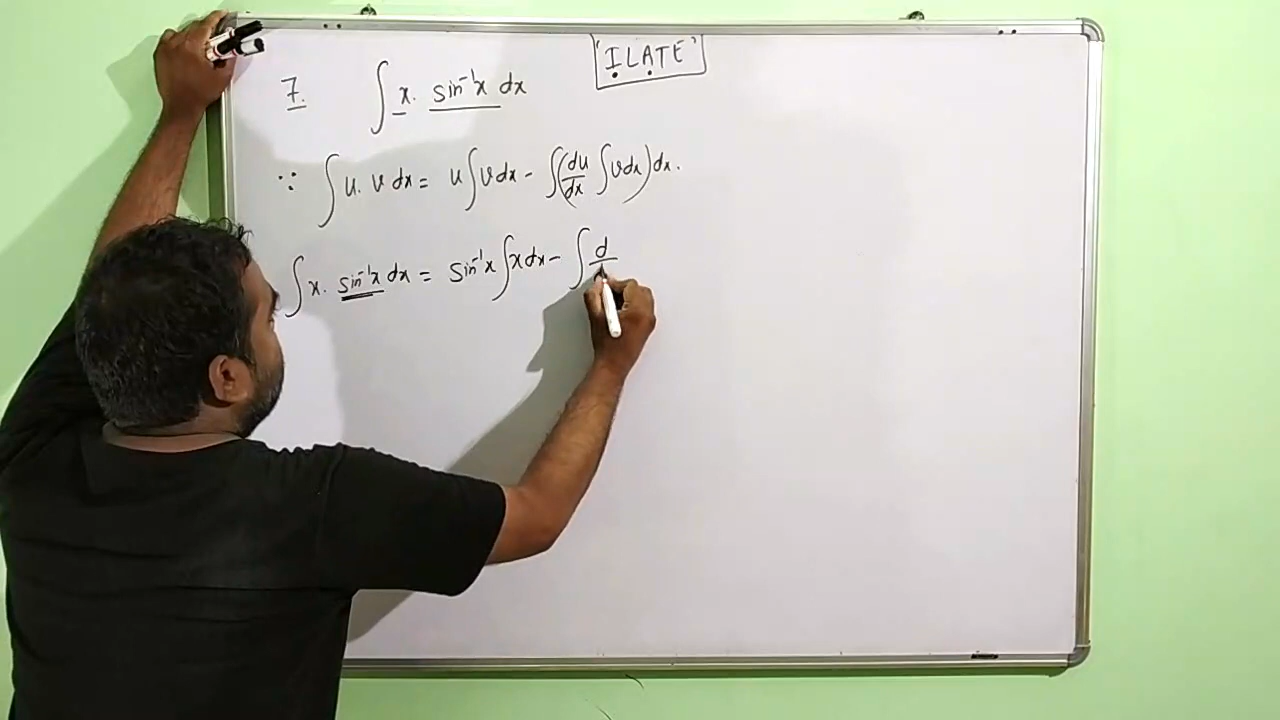 'ILATE'
7. ∫ x. sin⁻¹x dx
∵ ∫ u. v dx = u ∫ v dx - ∫ (du/dx ∫ v dx) dx.
∫ x. sin⁻¹x dx = sin⁻¹x ∫ x dx - ∫ d